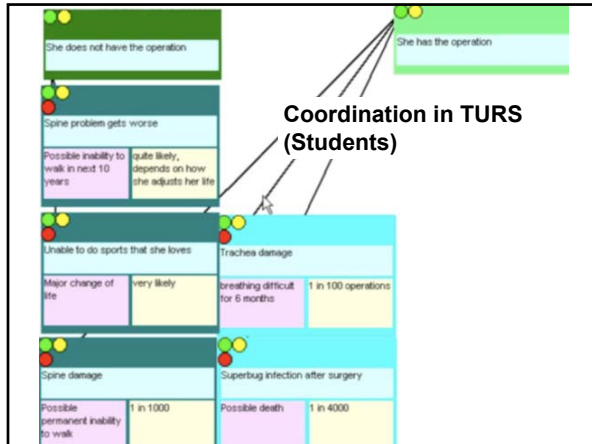 She does not have the operation
She has the operation
Coordination in TURS
(Students)
Spine problem gets worse
Possible inability to
walk in next 10
years
quite likely,
depends on how
she adjusts her life
Unable to do sports that she loves
Major change of
life
very likely
Trachea damage
breathing difficult
for 6 months
1 in 100 operations
Spine damage
Possible
permanent inability
to walk
1 in 1000
Superbug infection after surgery
Possible death
1 in 4000